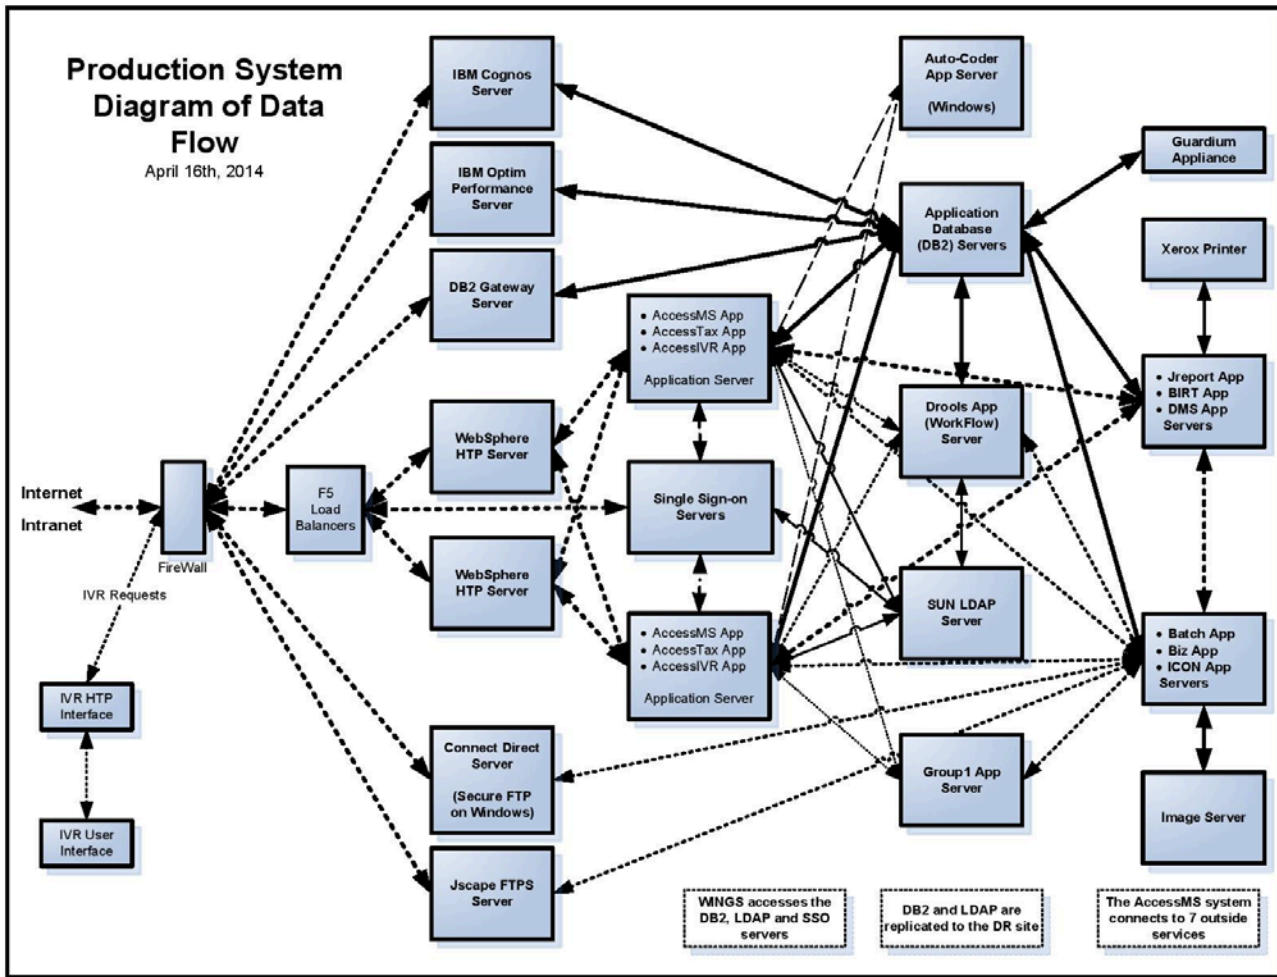 Production System
Diagram of Data
Flow
April 16th, 2014
IBM Cognos
Server
IBM Optim
Performance
Server
DB2 Gateway
Server
WebSphere
HTP Server
WebSphere
HTP Server
Connect Direct
Server
(Secure FTP
on Windows)
Jscape FTPS
Server
Internet
Intranet
FireWall
F5
Load
Balancers
IVR Requests
IVR HTP
Interface
IVR User
Interface
• AccessMS App
• AccessTax App
• AccessIVR App
Application Server
Single Sign-on
Servers
• AccessMS App
• AccessTax App
• AccessIVR App
Application Server
Auto-Coder
App Server
(Windows)
Application
Database
(DB2) Servers
Drools App
(WorkFlow)
Server
SUN LDAP
Server
Group1 App
Server
Guardium
Appliance
Xerox Printer
• Jreport App
• BIRT App
• DMS App
Servers
• Batch App
• Biz App
• ICON App
Servers
Image Server
WINGS accesses the
DB2, LDAP and SSO
servers
DB2 and LDAP are
replicated to the DR site
The AccessMS system
connects to 7 outside
services